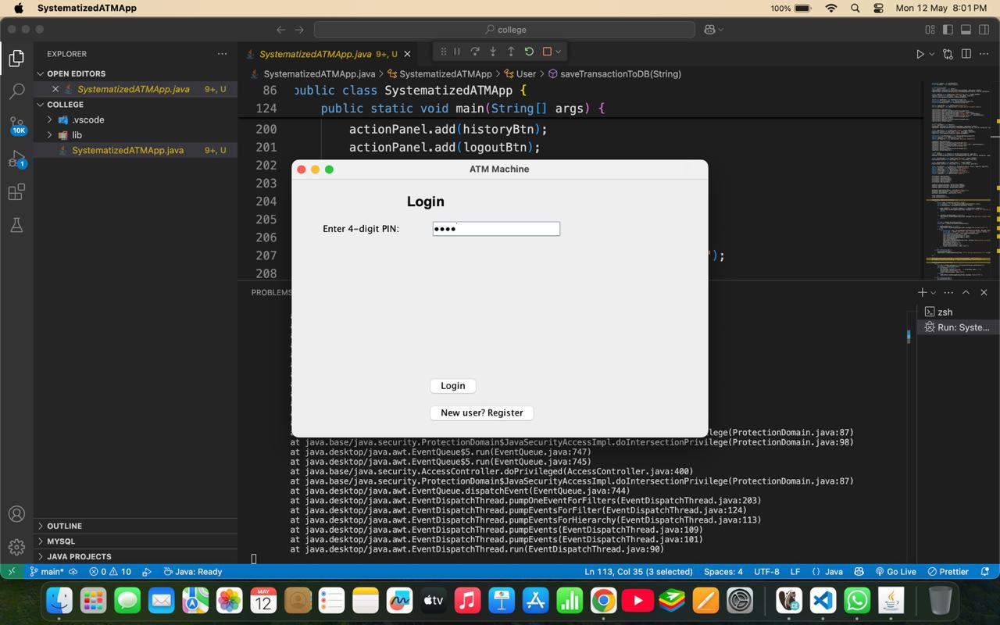 SystematizedATMApp
100%
Mon 12 May 8:01 PM
college
EXPLORER
OPEN EDITORS
SystematizedATMApp.java 9+, U
COLLEGE
.vscode
lib
SystematizedATMApp.java 9+, U
OUTLINE
MYSQL
JAVA PROJECTS
10K
1
SystematizedATMApp.java 9+, U
SystematizedATMApp.java > SystematizedATMApp > User > saveTransactionToDB(String)
86 public class SystematizedATMApp {
124 public static void main(String[] args) {
200 actionPanel.add(historyBtn);
201 actionPanel.add(logoutBtn);
202
203
204
205
206
207 ");
208
ATM Machine
Login
Enter 4-digit PIN: ••••
Login
New user? Register
PROBLEMS
zsh
Run: Syste...
lege(ProtectionDomain.java:87)
at java.base/java.security.ProtectionDomain$JavaSecurityAccessImpl.doIntersectionPrivilege(ProtectionDomain.java:98)
at java.desktop/java.awt.EventQueue$5.run(EventQueue.java:747)
at java.desktop/java.awt.EventQueue$5.run(EventQueue.java:745)
at java.base/java.security.AccessController.doPrivileged(AccessController.java:400)
at java.base/java.security.ProtectionDomain$JavaSecurityAccessImpl.doIntersectionPrivilege(ProtectionDomain.java:87)
at java.desktop/java.awt.EventQueue.dispatchEvent(EventQueue.java:744)
at java.desktop/java.awt.EventDispatchThread.pumpOneEventForFilters(EventDispatchThread.java:203)
at java.desktop/java.awt.EventDispatchThread.pumpEventsForFilter(EventDispatchThread.java:124)
at java.desktop/java.awt.EventDispatchThread.pumpEventsForHierarchy(EventDispatchThread.java:113)
at java.desktop/java.awt.EventDispatchThread.pumpEvents(EventDispatchThread.java:109)
at java.desktop/java.awt.EventDispatchThread.pumpEvents(EventDispatchThread.java:101)
at java.desktop/java.awt.EventDispatchThread.run(EventDispatchThread.java:90)
main* 0 10 Java: Ready
Ln 113, Col 35 (3 selected) Spaces: 4 UTF-8 LF { } Java Go Live Prettier
MAY
12
tv